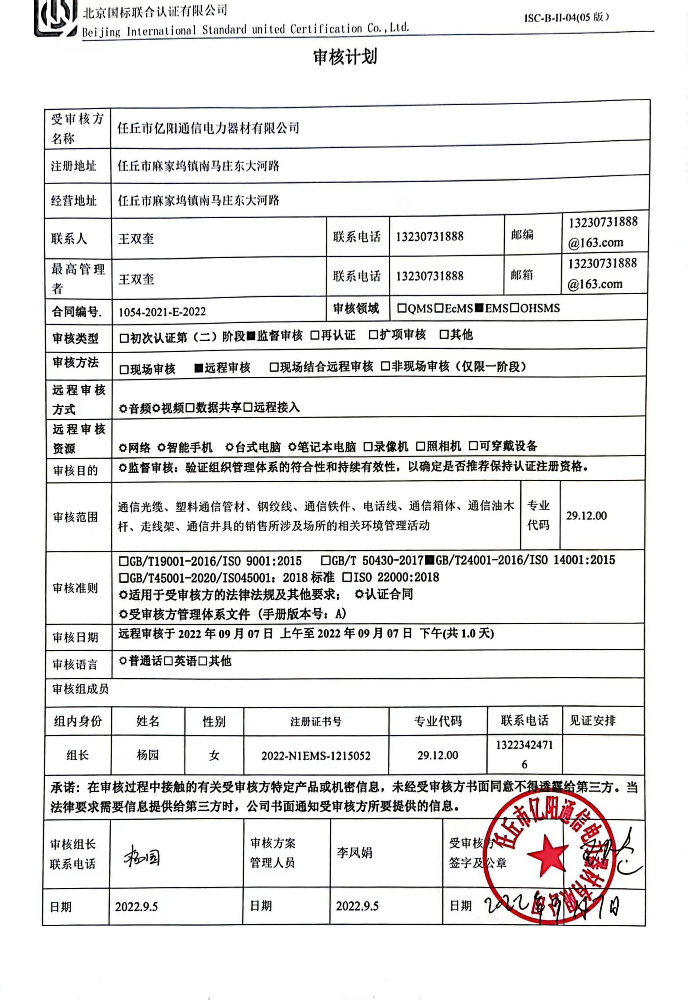 北京国标联合认证有限公司
ISC-B-II-04(05 版）
Beijing International Standard united Certification Co.,Ltd.
审核计划
受审核方
名称
任丘市亿阳通信电力器材有限公司
注册地址
任丘市麻家坞镇南马庄东大河路
经营地址
任丘市麻家坞镇南马庄东大河路
联系人
王双奎
联系电话
13230731888
邮编
13230731888
@163.com
最高管理
者
王双奎
联系电话
13230731888
邮箱
13230731888
@163.com
合同编号.
1054-2021-E-2022
审核领域
□QMS□EcMS■EMS□OHSMS
审核类型
□初次认证第（二）阶段■监督审核 □再认证 □扩项审核 □其他
审核方法
□现场审核 ■远程审核 □现场结合远程审核 □非现场审核（仅限一阶段）
远程审核
方式
✿音频✿视频□数据共享□远程接入
远程审核
资源
✿网络 ✿智能手机 ✿台式电脑 ✿笔记本电脑 □录像机 □照相机 □可穿戴设备
审核目的
✿监督审核：验证组织管理体系的符合性和持续有效性，以确定是否推荐保持认证注册资格。
审核范围
通信光缆、塑料通信管材、钢绞线、通信铁件、电话线、通信箱体、通信油木
杆、走线架、通信井具的销售所涉及场所的相关环境管理活动
专业
代码
29.12.00
审核准则
□GB/T19001-2016/ISO 9001:2015 □GB/T 50430-2017■GB/T24001-2016/ISO 14001:2015
□GB/T45001-2020/ISO45001：2018 标准 □ISO 22000:2018
✿适用于受审核方的法律法规及其他要求； ✿认证合同
✿受审核方管理体系文件（手册版本号：A）
审核日期
远程审核于 2022 年 09 月 07 日 上午至 2022 年 09 月 07 日 下午(共 1.0 天)
审核语言
✿普通话□英语□其他
审核组成员
组内身份
姓名
性别
注册证书号
专业代码
联系电话
见证安排
组长
杨园
女
2022-N1EMS-1215052
29.12.00
1322342471
6
承诺：在审核过程中接触的有关受审核方特定产品或机密信息，未经受审核方书面同意不得透露给第三方。当
法律要求需要信息提供给第三方时，公司书面通知受审核方所要提供的信息。
审核组长
联系电话
杨园
审核方案
管理人员
李凤娟
受审核方
签字及公章
任丘市亿阳通信电力器材有限公司
日期
2022.9.5
日期
2022.9.5
日期
2022年9月7日